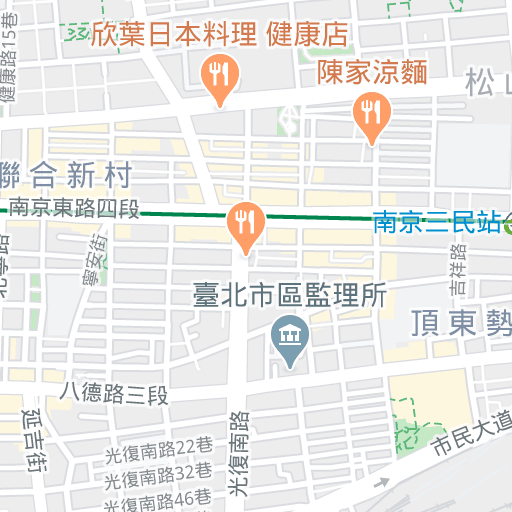 健康路15巷
欣葉日本料理 健康店
陳家涼麵
松山
聯合新村
南京東路四段
南京三民站
寧安街
吉祥路
臺北市區監理所
頂東勢
八德路三段
延吉街
光復南路
市民大道
光復南路22巷
光復南路32巷
光復南路46巷